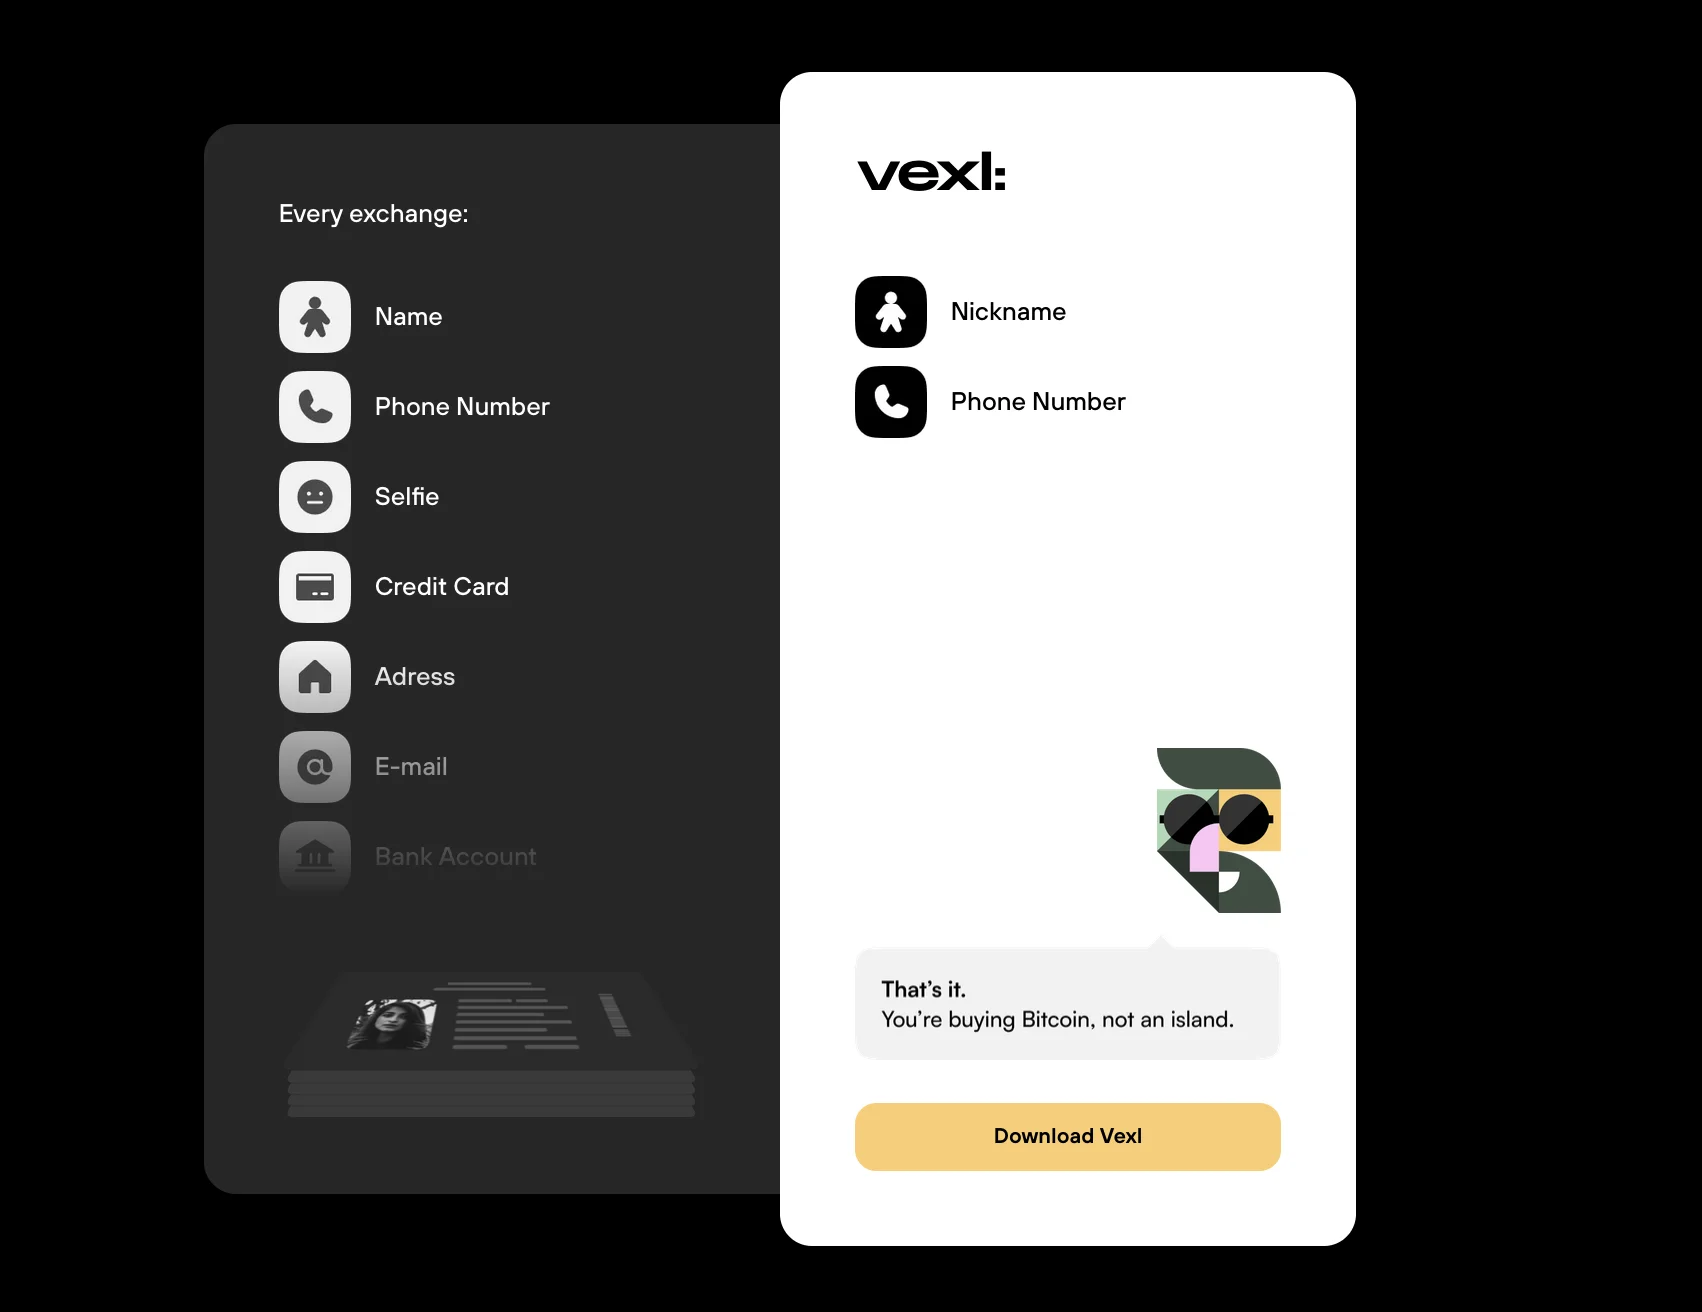 Every exchange:
Name
Phone Number
Selfie
Credit Card
Adress
E-mail
Bank Account
vexl:
Nickname
Phone Number
That’s it.
You’re buying Bitcoin, not an island.
Download Vexl